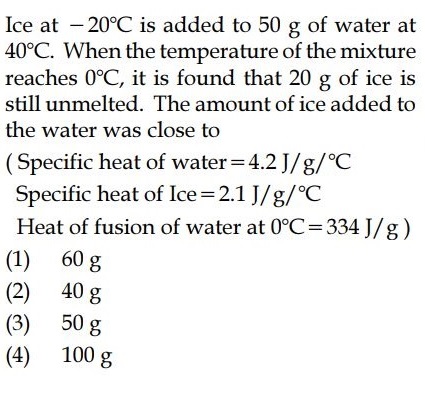 Ice at – 20°C is added to 50 g of water at
40°C. When the temperature of the mixture
reaches 0°C, it is found that 20 g of ice is
still unmelted. The amount of ice added to
the water was close to
( Specific heat of water=4.2 J/g/°C
Specific heat of Ice=2.1 J/g/°C
Heat of fusion of water at 0°C=334 J/g )
(1) 60 g
(2) 40 g
(3) 50 g
(4) 100 g